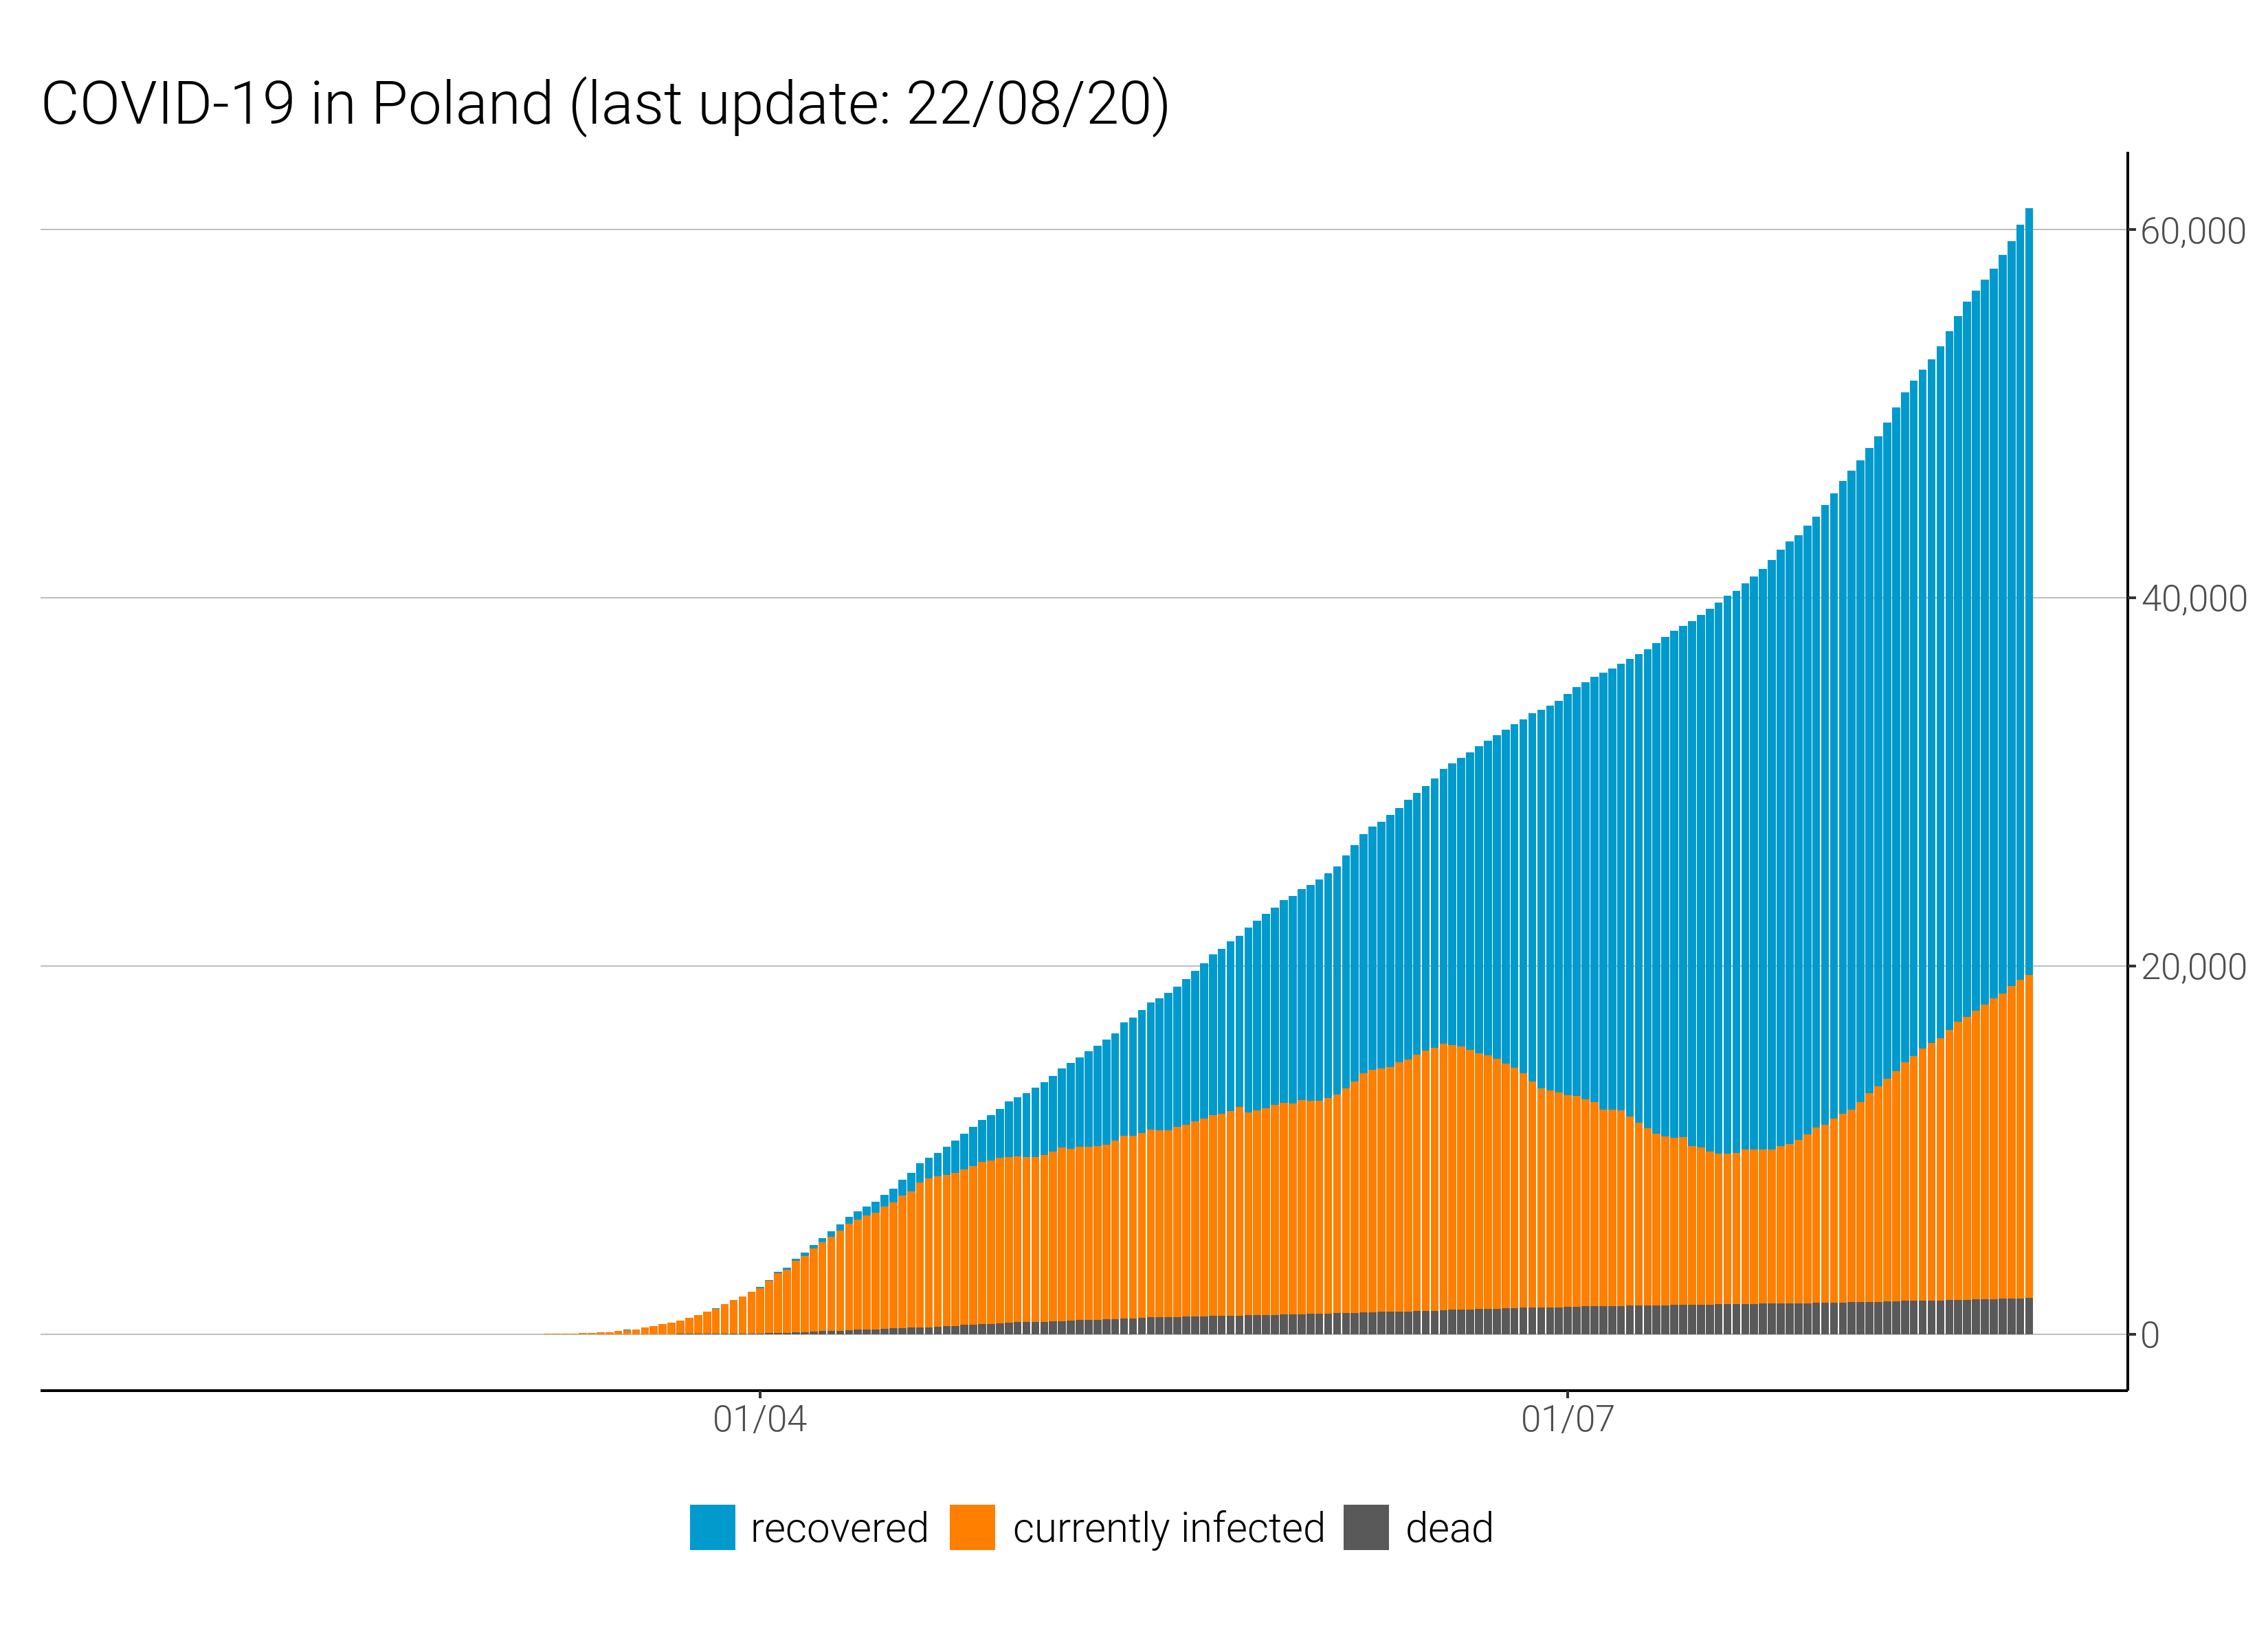 COVID-19 in Poland (last update: 22/08/20)
60,000
40,000
20,000
0
01/04 01/07
recovered currently infected dead